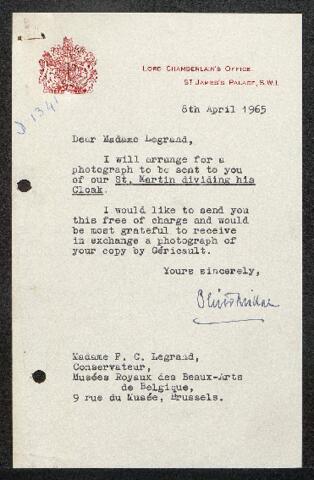 LORD CHAMBERLAIN'S OFFICE
ST JAMES'S PALACE, S.W.1.
8th April 1965
Dear Madame Legrand,
I will arrange for a
photograph to be sent to you
of our St. Martin dividing his
Cloak.
I would like to send you
this free of charge and would
be most grateful to receive
in exchange a photograph of
your copy by Géricault.
Yours sincerely,
Oliver Millar
Madame F. C. Legrand,
Conservateur,
Musées Royaux des Beaux-Arts
de Belgique,
9 rue du Musée, Brussels.